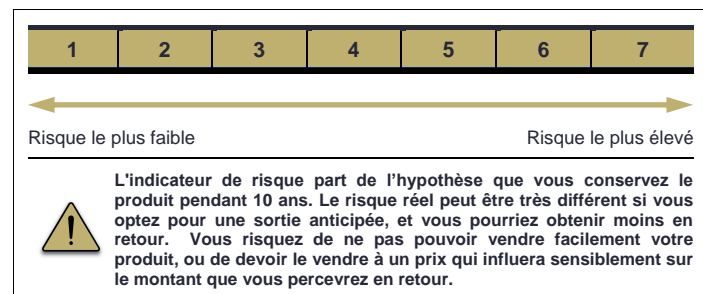 1 2 3 4 5 6 7
Risque le plus faible Risque le plus élevé
L'indicateur de risque part de l’hypothèse que vous conservez le
produit pendant 10 ans. Le risque réel peut être très différent si vous
optez pour une sortie anticipée, et vous pourriez obtenir moins en
retour. Vous risquez de ne pas pouvoir vendre facilement votre
produit, ou de devoir le vendre à un prix qui influera sensiblement sur
le montant que vous percevrez en retour.